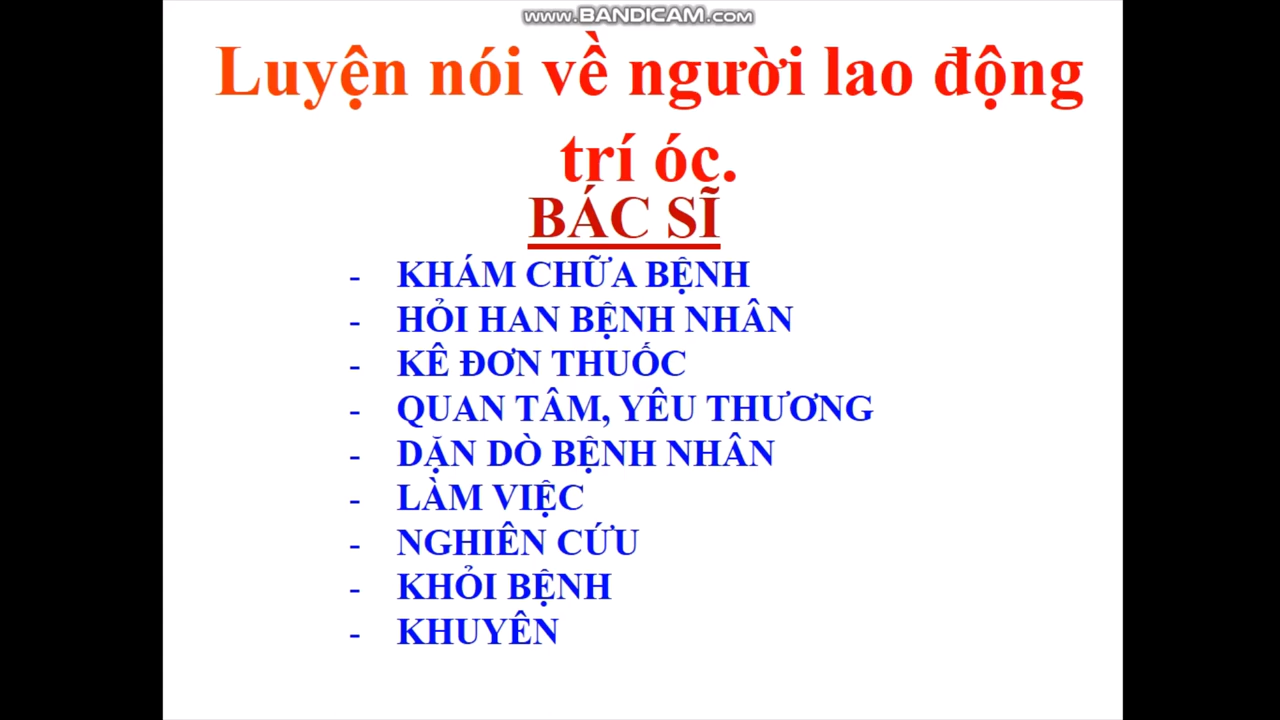 www.BANDICAM.com
Luyện nói về người lao động
trí óc.
BÁC SĨ
- KHÁM CHỮA BỆNH
- HỎI HAN BỆNH NHÂN
- KÊ ĐƠN THUỐC
- QUAN TÂM, YÊU THƯƠNG
- DẶN DÒ BỆNH NHÂN
- LÀM VIỆC
- NGHIÊN CỨU
- KHỎI BỆNH
- KHUYÊN